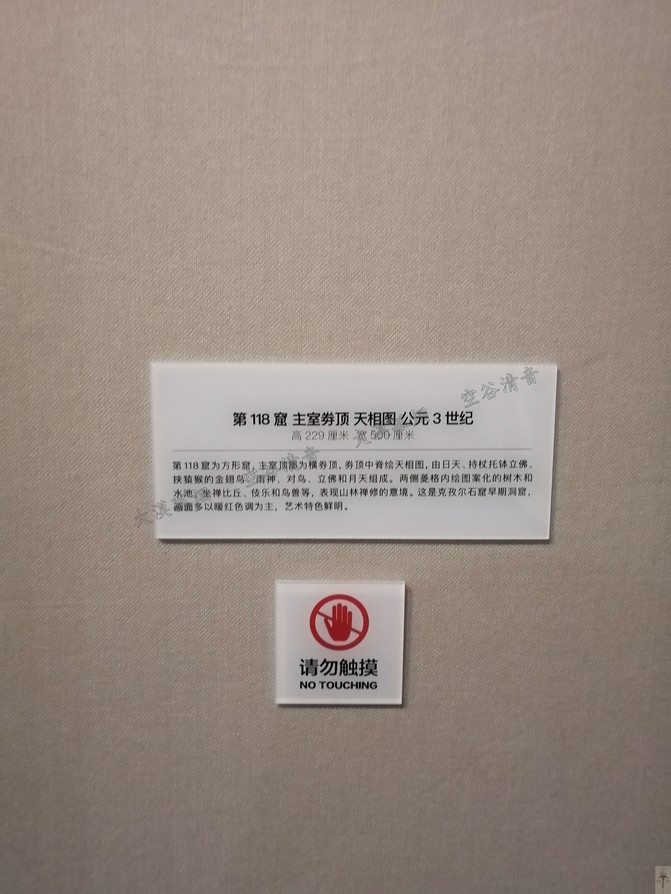 第 118 窟 主室券顶 天相图 公元 3 世纪
高 229 厘米 宽 500 厘米
第 118 窟为方形窟，主室顶部为横券顶，券顶中脊绘天相图，由日天、持杖托钵立佛、
挟猿猴的金翅鸟、雨神、对鸟、立佛和月天组成。两侧菱格内绘图案化的树木和
水池、坐禅比丘、伎乐和鸟兽等，表现山林禅修的意境。这是克孜尔石窟早期洞窟，
画面多以暖红色调为主，艺术特色鲜明。
空谷清音
请勿触摸
NO TOUCHING